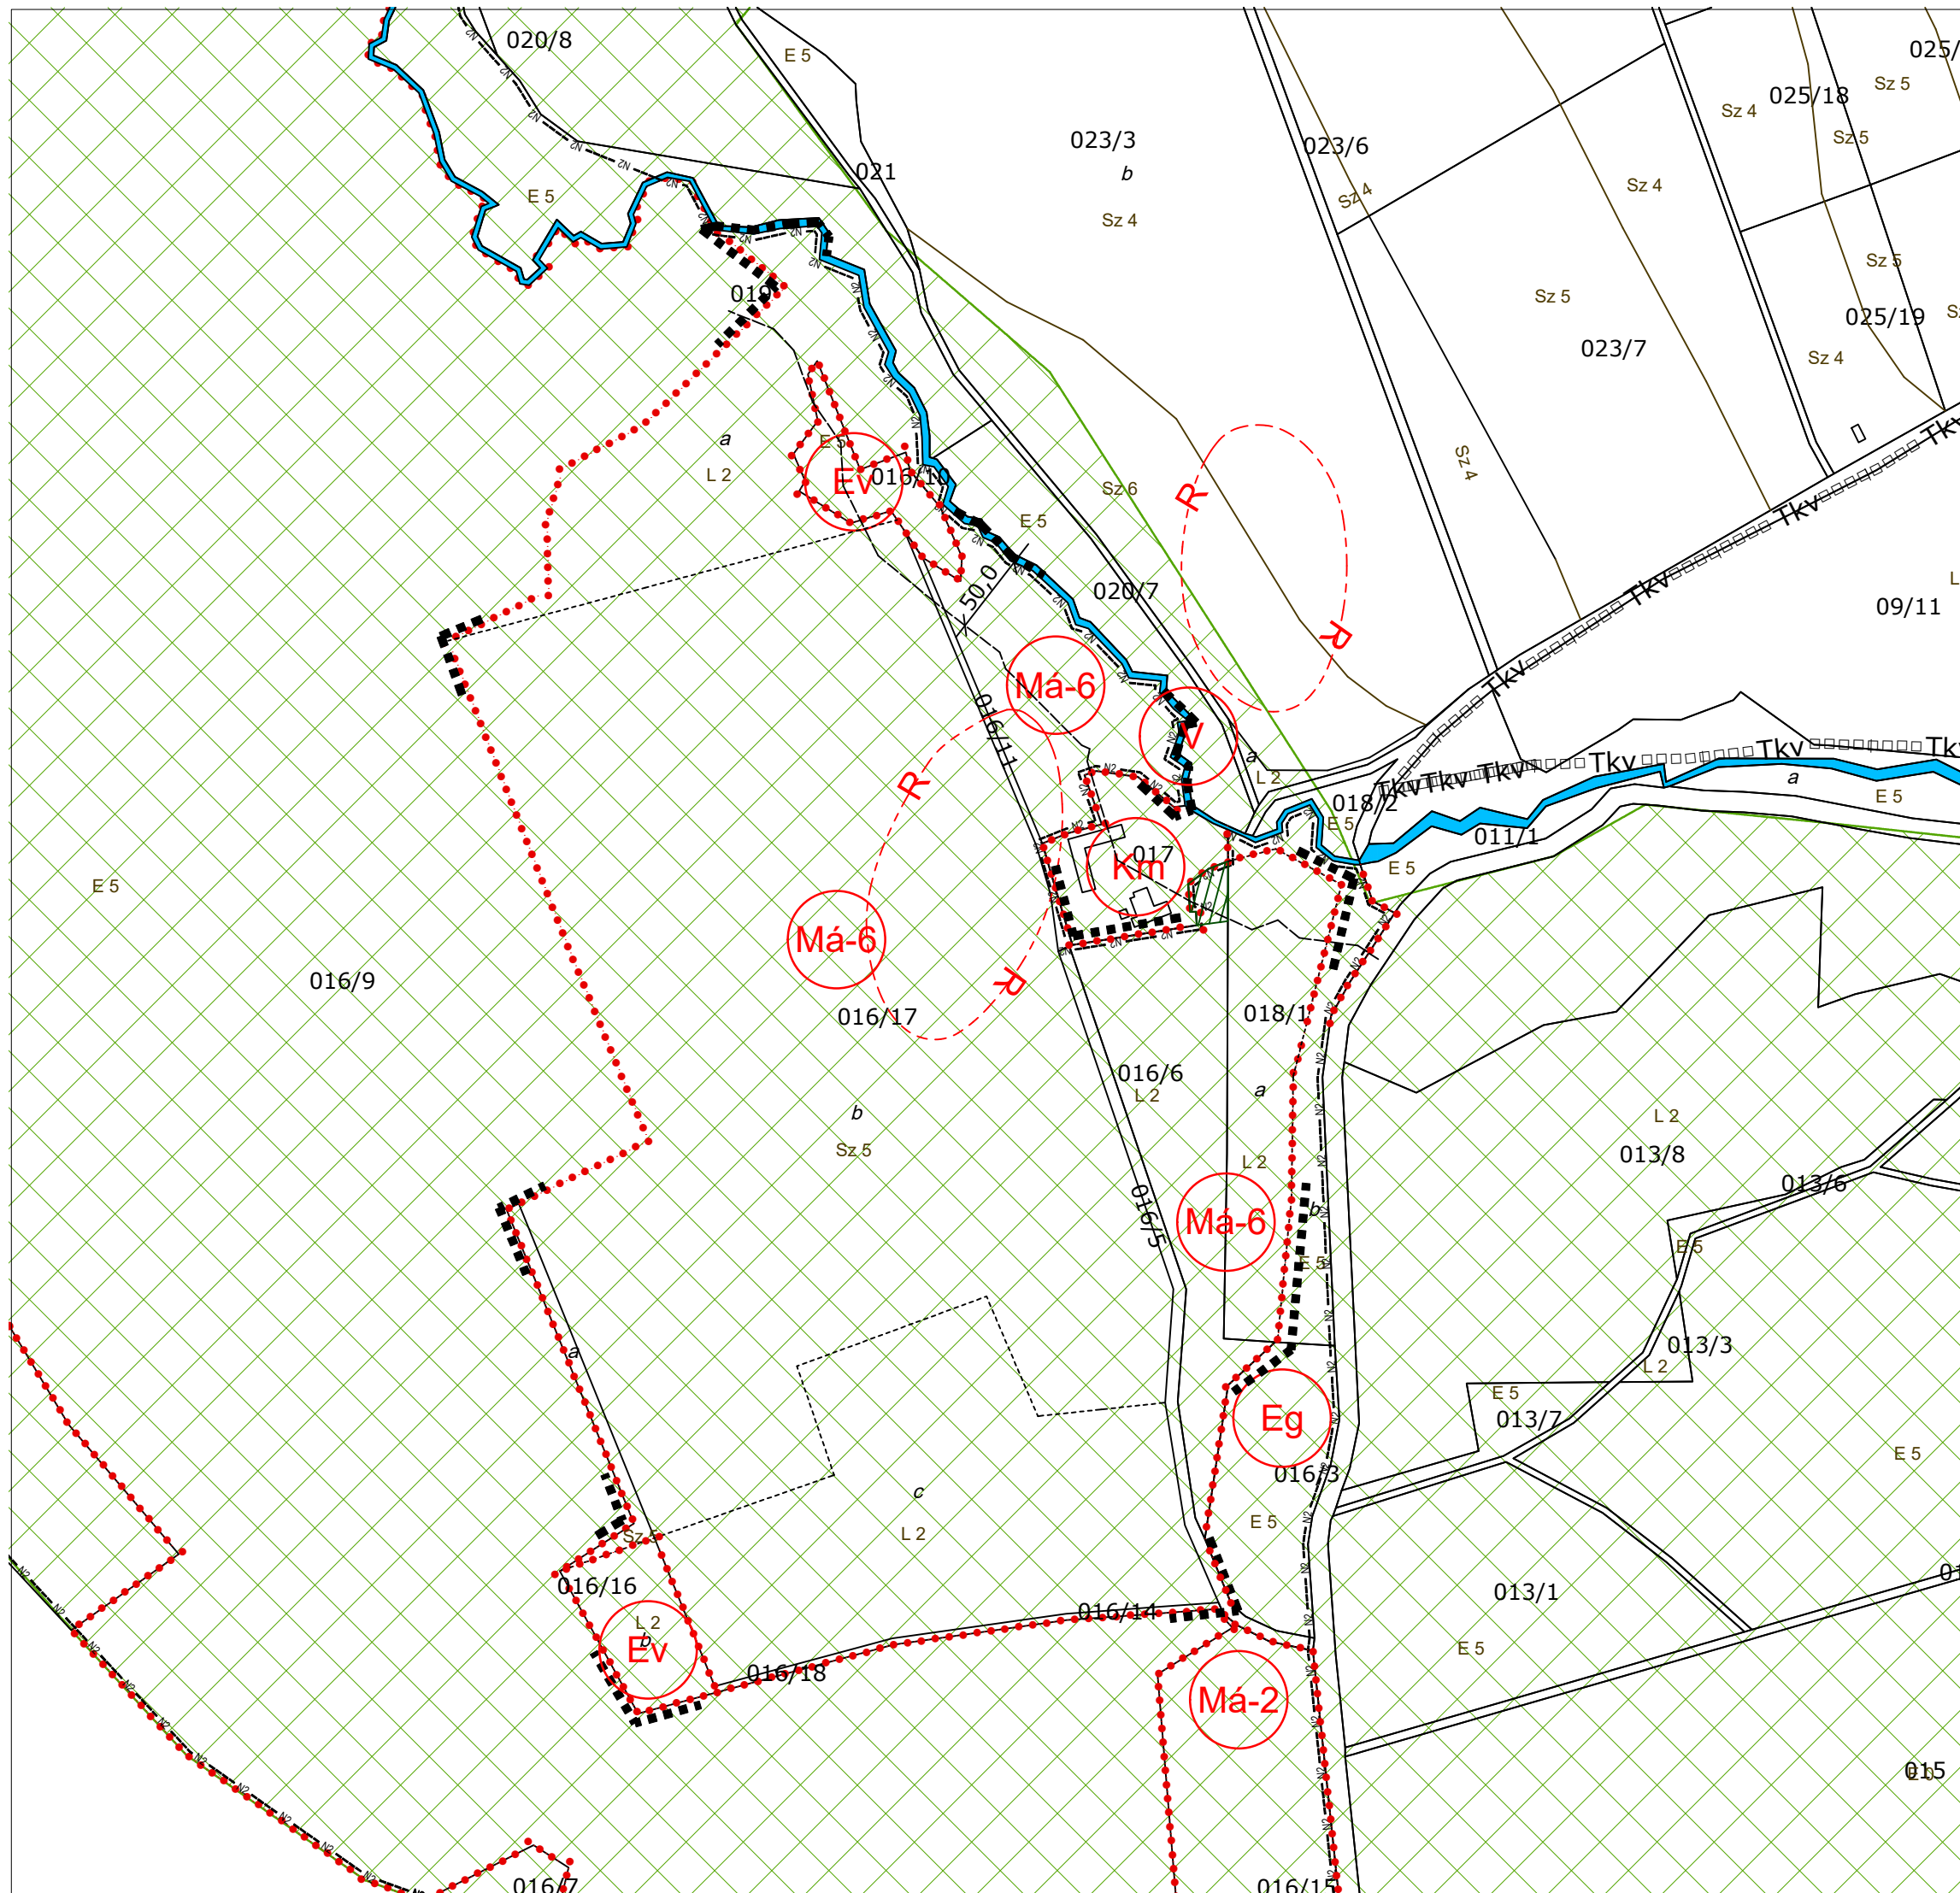 020/8
E 5
025/
025/18
Sz 5
Sz 4
Sz 5
023/3
b
Sz 4
023/6
Sz 4
Sz 4
021
E 5
N2
Sz 5
Sz 5
025/19
Sz 4
023/7
019
a
L 2
E 5
Ev
016/10
Sz 4
Sz 6
R
E 5
Tkv
Tkv
Tkv
Tkv
50,0
020/7
09/11
R
Má-6
016/11
V
a
L 2
R
Tkv
Tkv
Tkv
Tkv
Tkv
Tkv
a
E 5
018/2
E 5
011/1
017
Km
E 5
E 5
Má-6
R
016/9
016/17
018/1
016/6
L 2
a
b
Sz 5
L 2
L 2
013/8
013/6
016/5
Má-6
b
E 5
E 5
a
013/3
L 2
E 5
013/7
Eg
016/3
E 5
c
L 2
E 5
Sz 5
016/16
L 2
b
Ev
016/14
013/1
E 5
016/18
Má-2
015
016/7
016/15